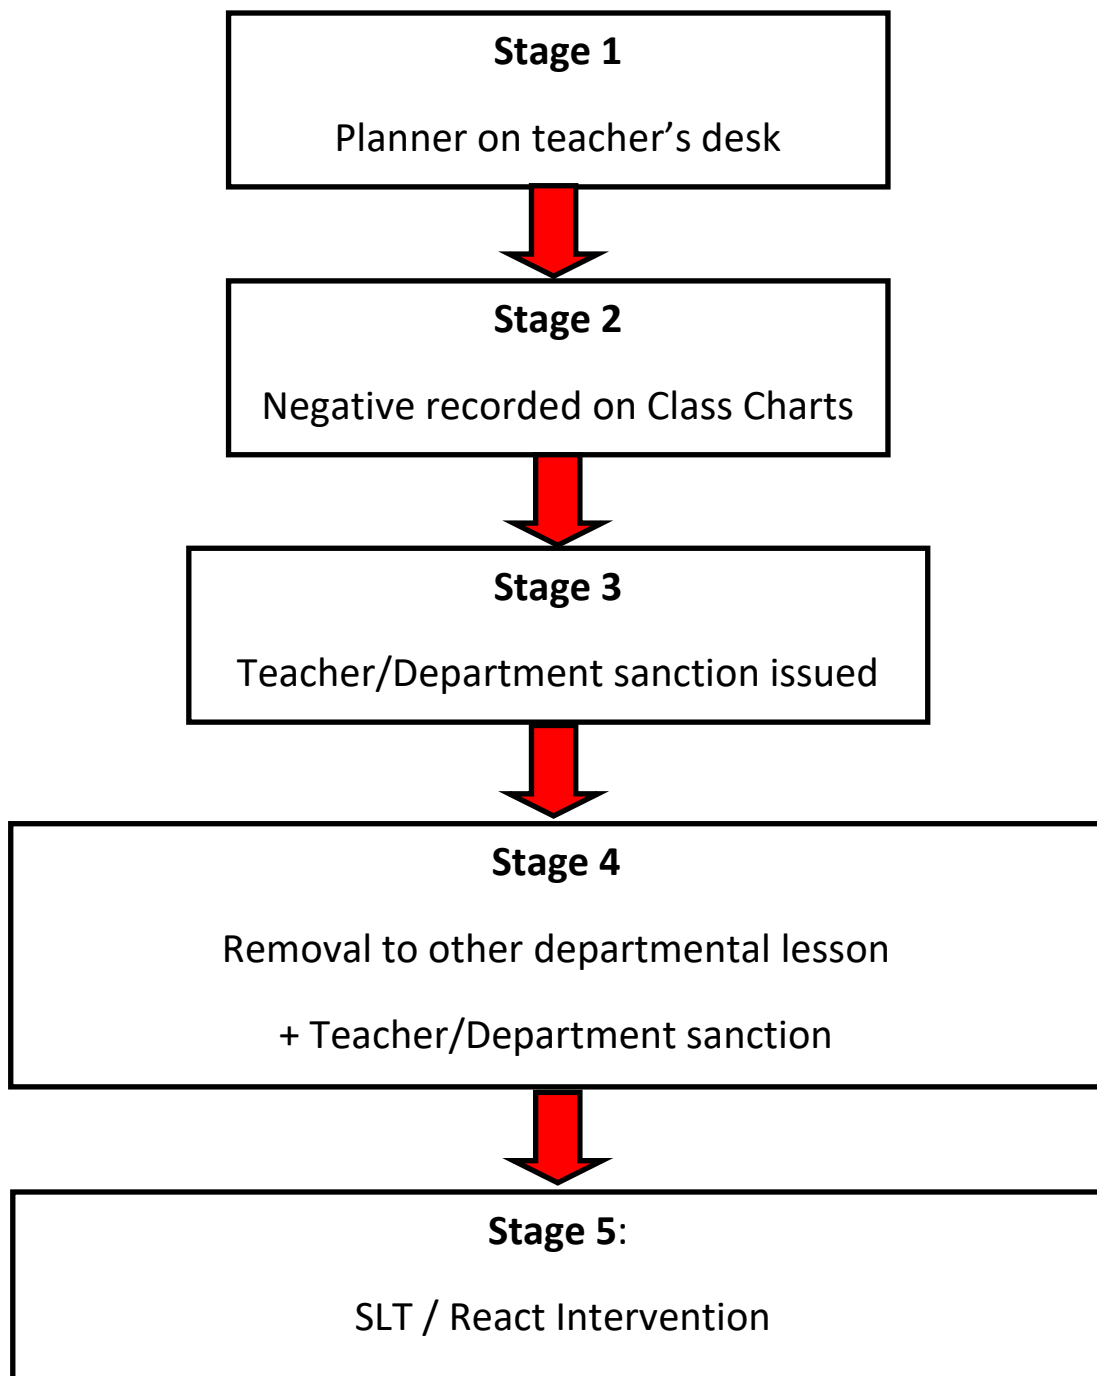 Stage 1
Planner on teacher’s desk
Stage 2
Negative recorded on Class Charts
Stage 3
Teacher/Department sanction issued
Stage 4
Removal to other departmental lesson
+ Teacher/Department sanction
Stage 5:
SLT / React Intervention